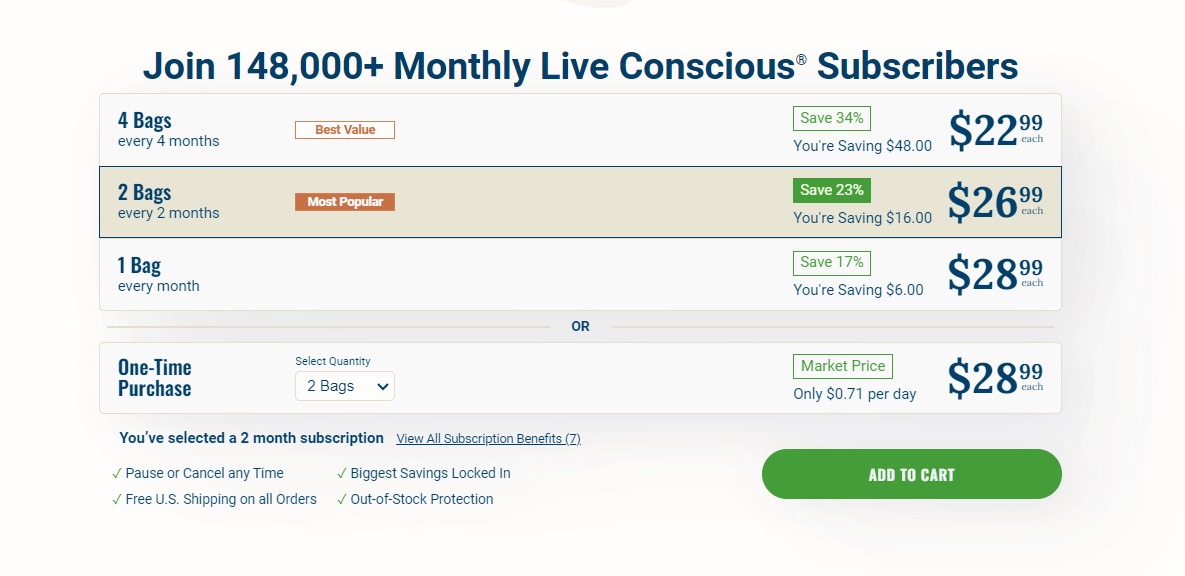 Join 148,000+ Monthly Live Conscious® Subscribers
4 Bags
every 4 months
Best Value
Save 34%
You're Saving $48.00
$22.99 each
2 Bags
every 2 months
Most Popular
Save 23%
You're Saving $16.00
$26.99 each
1 Bag
every month
Save 17%
You're Saving $6.00
$28.99 each
OR
One-Time
Purchase
Select Quantity
2 Bags
Market Price
Only $0.71 per day
$28.99 each
You've selected a 2 month subscription View All Subscription Benefits (7)
✓ Pause or Cancel any Time ✓ Biggest Savings Locked In
✓ Free U.S. Shipping on all Orders ✓ Out-of-Stock Protection
ADD TO CART